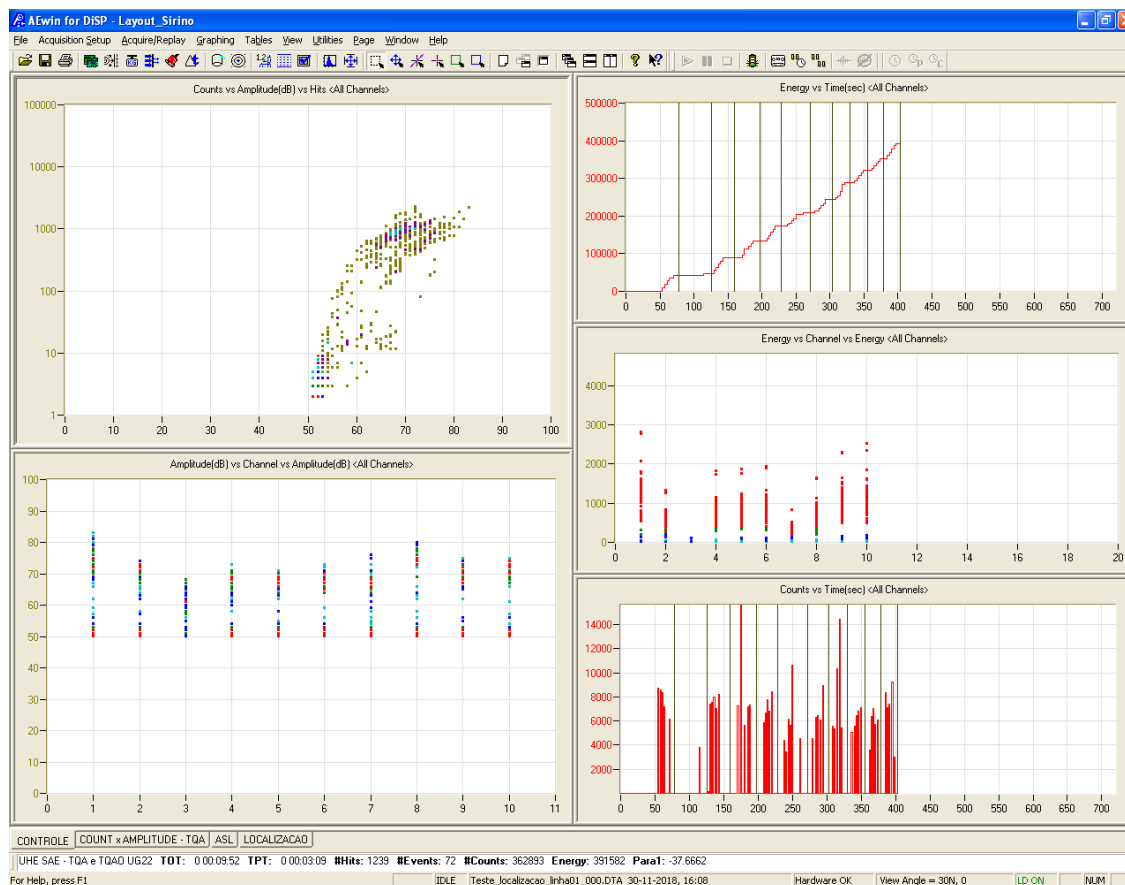 AEwin for DiSP - Layout_Sirino
File Acquisition Setup Acquire/Replay Graphing Tables View Utilities Page Window Help
Counts vs Amplitude(dB) vs Hits <All Channels>
100000
10000
1000
100
10
1
0 10 20 30 40 50 60 70 80 90 100
Amplitude(dB) vs Channel vs Amplitude(dB) <All Channels>
100
90
80
70
60
50
40
30
20
10
0
0 1 2 3 4 5 6 7 8 9 10 11
Energy vs Time(sec) <All Channels>
500000
400000
300000
200000
100000
0
0 50 100 150 200 250 300 350 400 450 500 550 600 650 700
Energy vs Channel vs Energy <All Channels>
4000
3000
2000
1000
0
0 2 4 6 8 10 12 14 16 18 20
Counts vs Time(sec) <All Channels>
14000
12000
10000
8000
6000
4000
2000
0 50 100 150 200 250 300 350 400 450 500 550 600 650 700
CONTROLE COUNT x AMPLITUDE - TQA ASL LOCALIZACAO
UHE SAE - TQA e TQAO UG22 TOT: 0 00:09:52 TPT: 0 00:03:09 #Hits: 1239 #Events: 72 #Counts: 362893 Energy: 391582 Para1: -37.6662
For Help, press F1 IDLE Teste_localizacao_linha01_000.DTA 30-11-2018, 16:08 Hardware OK View Angle = 30N, 0 LD ON NUM